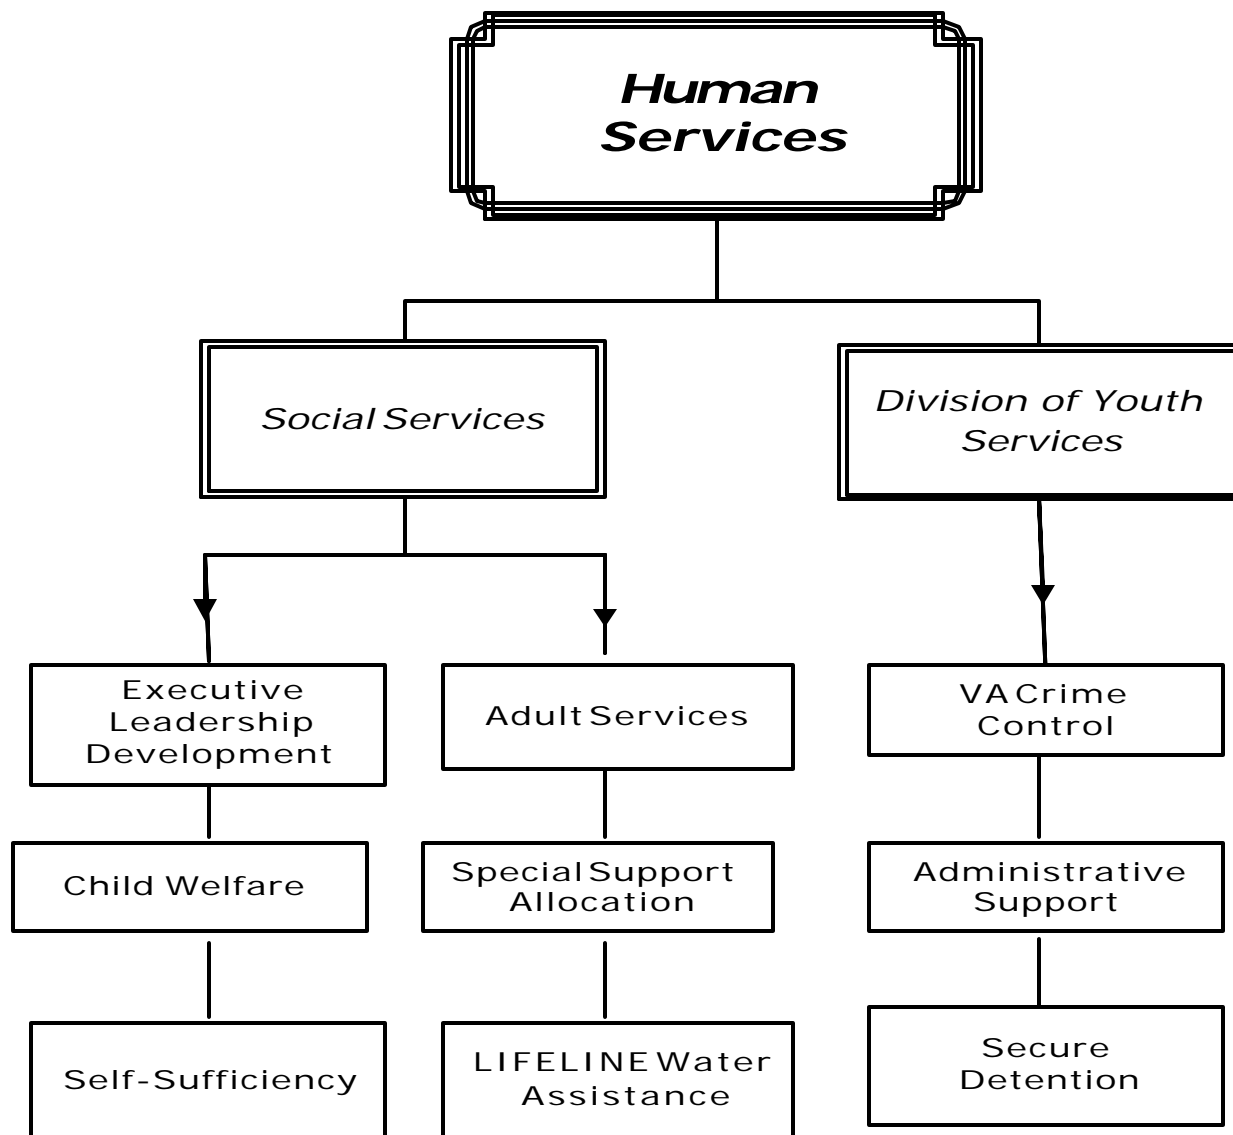 Human
Services
Social Services
Division of Youth
Services
Executive
Leadership
Development
Adult Services
VA Crime
Control
Child Welfare
Special Support
Allocation
Administrative
Support
Self-Sufficiency
LIFELINE Water
Assistance
Secure
Detention